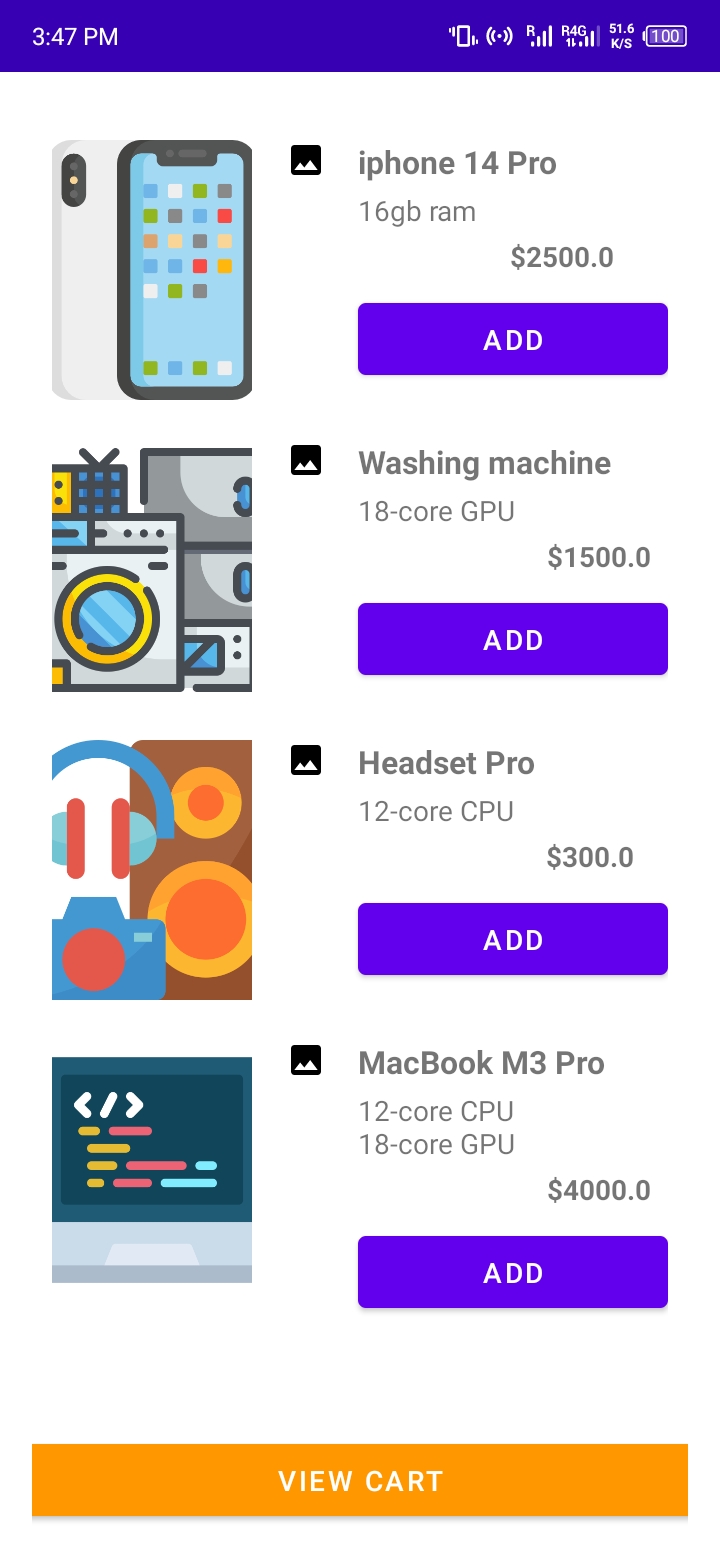 3:47 PM
R R4G 51.6 K/S 100
iphone 14 Pro
16gb ram
$2500.0
ADD
Washing machine
18-core GPU
$1500.0
ADD
Headset Pro
12-core CPU
$300.0
ADD
</>
MacBook M3 Pro
12-core CPU
18-core GPU
$4000.0
ADD
VIEW CART